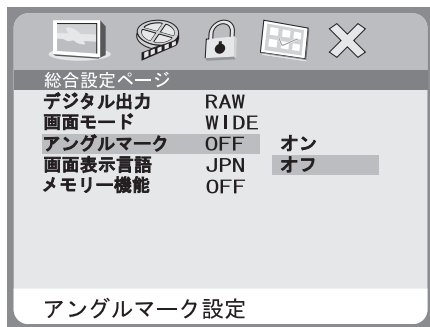 総合設定ページ
デジタル出力 RAW
画面モード WIDE
アングルマーク OFF オン
画面表示言語 JPN オフ
メモリー機能 OFF
アングルマーク設定